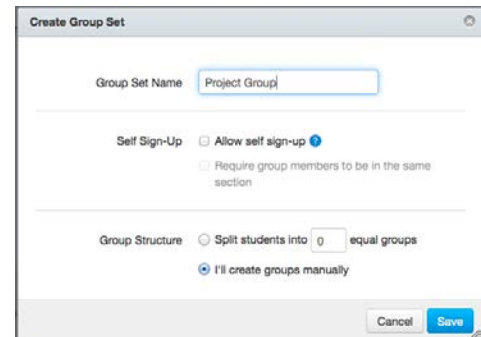 Create Group Set
Group Set Name Project Group
Self Sign-Up Allow self sign-up ?
Require group members to be in the same
section
Group Structure Split students into 0 equal groups
I'll create groups manually
Cancel Save